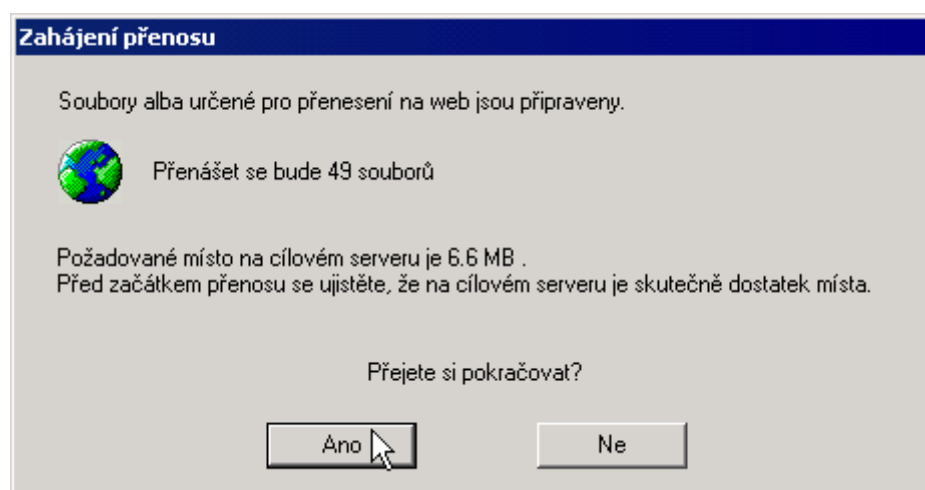 Zahájení přenosu
Soubory alba určené pro přenesení na web jsou připraveny.
Přenášet se bude 49 souborů
Požadované místo na cílovém serveru je 6.6 MB .
Před začátkem přenosu se ujistěte, že na cílovém serveru je skutečně dostatek místa.
Přejete si pokračovat?
Ano
Ne